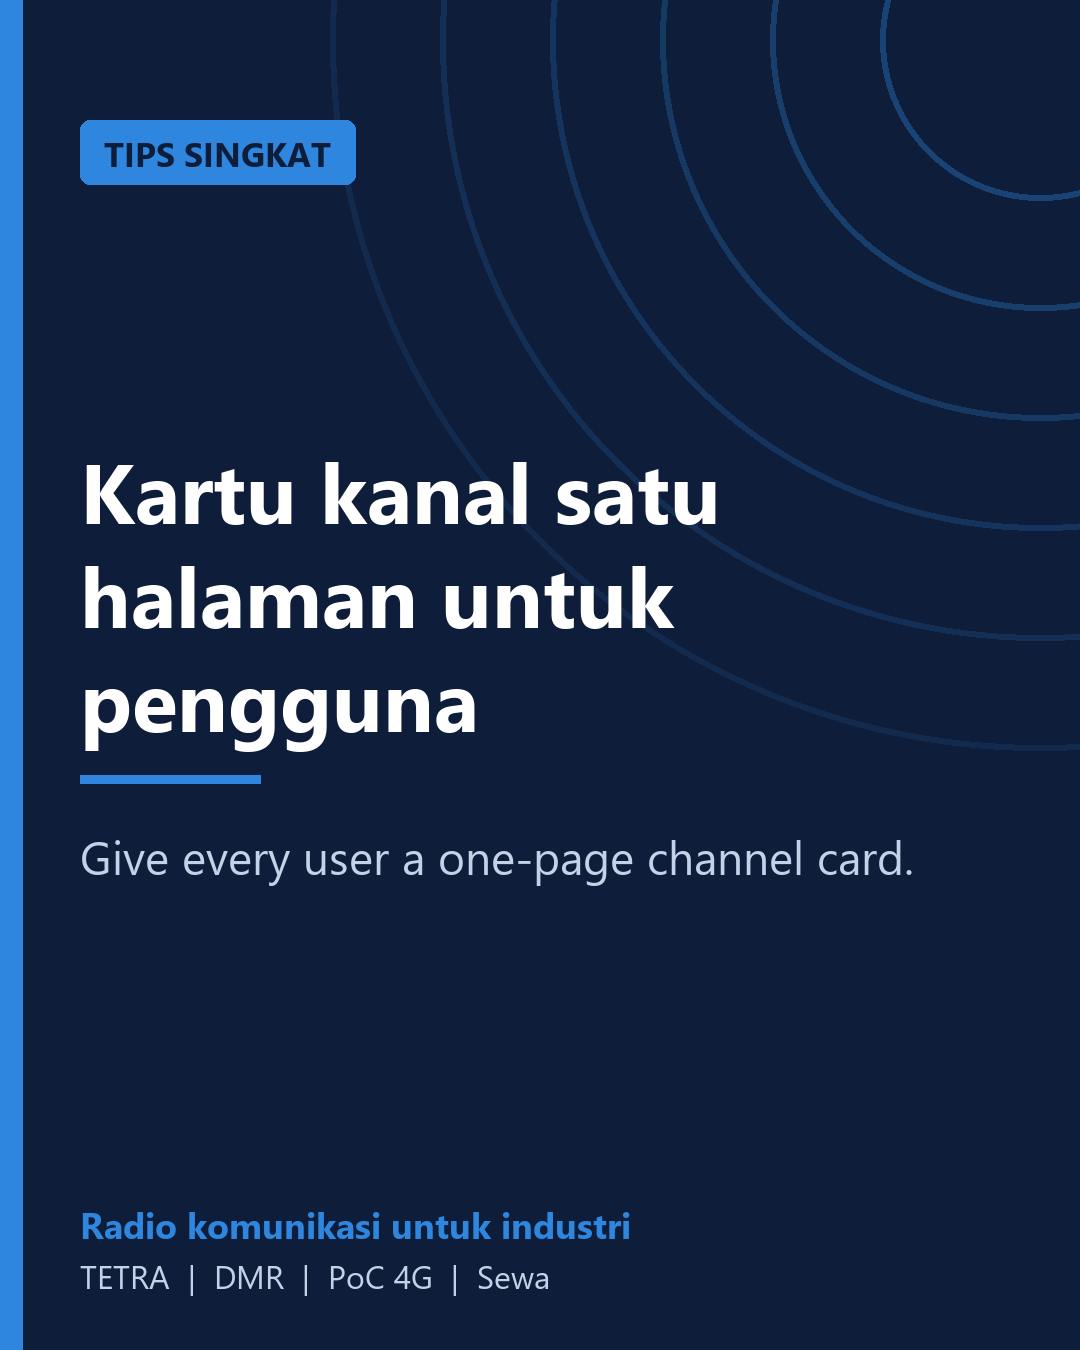 TIPS SINGKAT
Kartu kanal satu
halaman untuk
pengguna
Give every user a one-page channel card.
Radio komunikasi untuk industri
TETRA | DMR | PoC 4G | Sewa